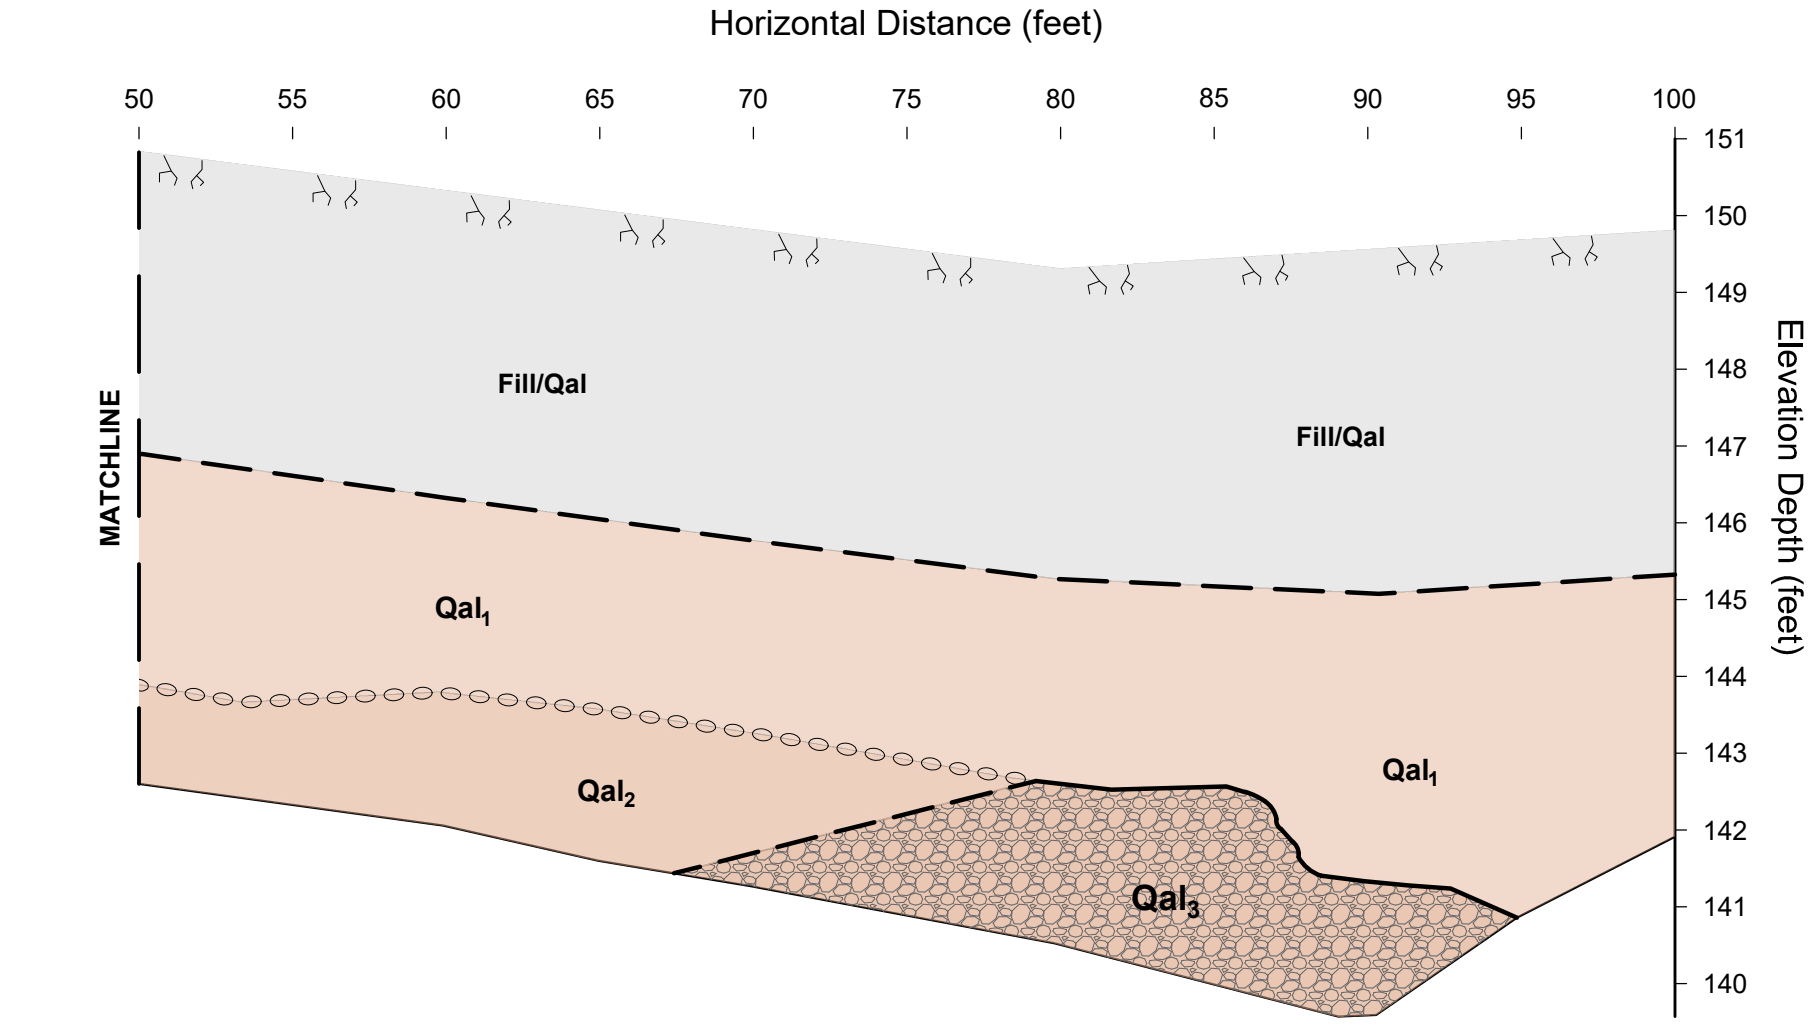 Horizontal Distance (feet)
50 55 60 65 70 75 80 85 90 95 100
151
150
149
148
147
146
145
144
143
142
141
140
Elevation Depth (feet)
MATCHLINE
Fill/Qal
Fill/Qal
Qal₁
Qal₁
Qal₂
Qal₃